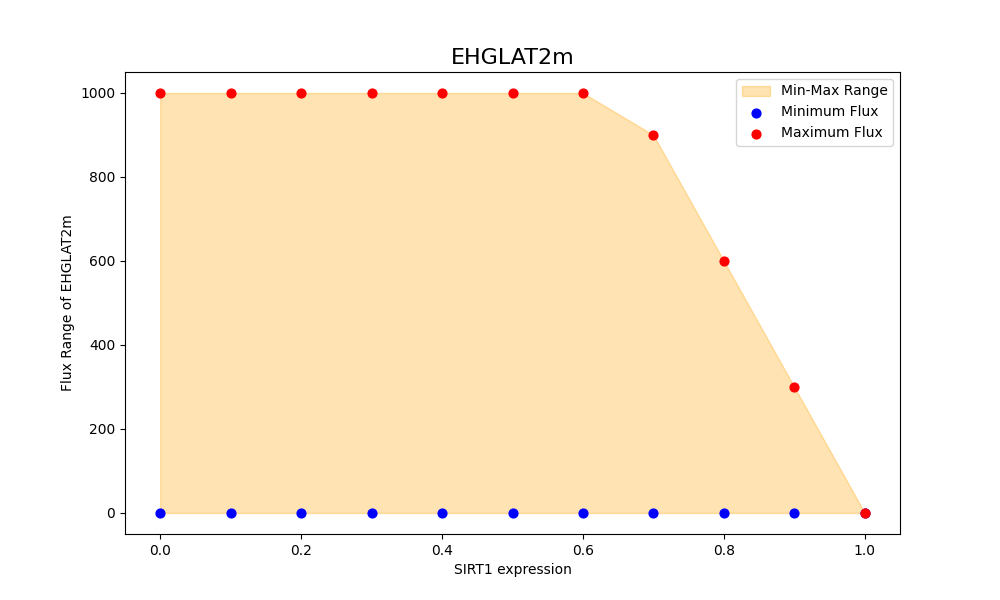 EHGLAT2m
Min-Max Range
Minimum Flux
Maximum Flux
Flux Range of EHGLAT2m
1000
800
600
400
200
0
0.0 0.2 0.4 0.6 0.8 1.0
SIRT1 expression